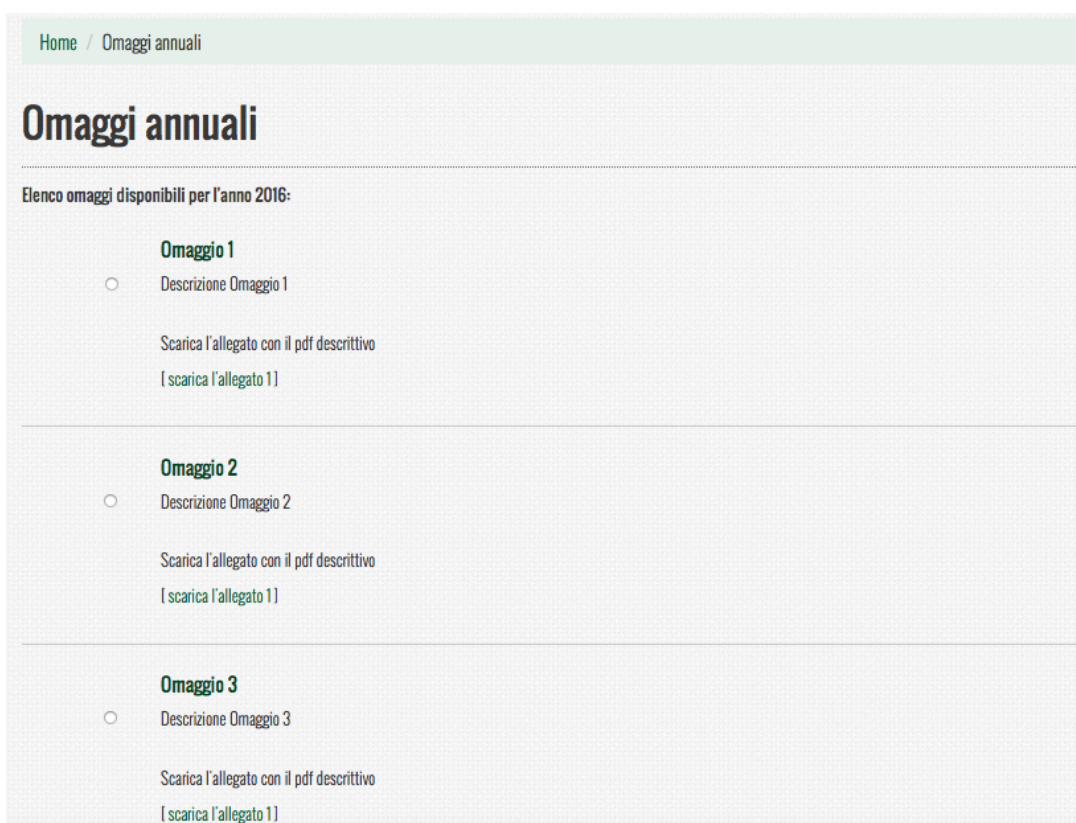 Home / Omaggi annuali
Omaggi annuali
Elenco omaggi disponibili per l'anno 2016:
Omaggio 1
Descrizione Omaggio 1
Scarica l'allegato con il pdf descrittivo
[ scarica l'allegato 1 ]
Omaggio 2
Descrizione Omaggio 2
Scarica l'allegato con il pdf descrittivo
[ scarica l'allegato 1 ]
Omaggio 3
Descrizione Omaggio 3
Scarica l'allegato con il pdf descrittivo
[ scarica l'allegato 1 ]